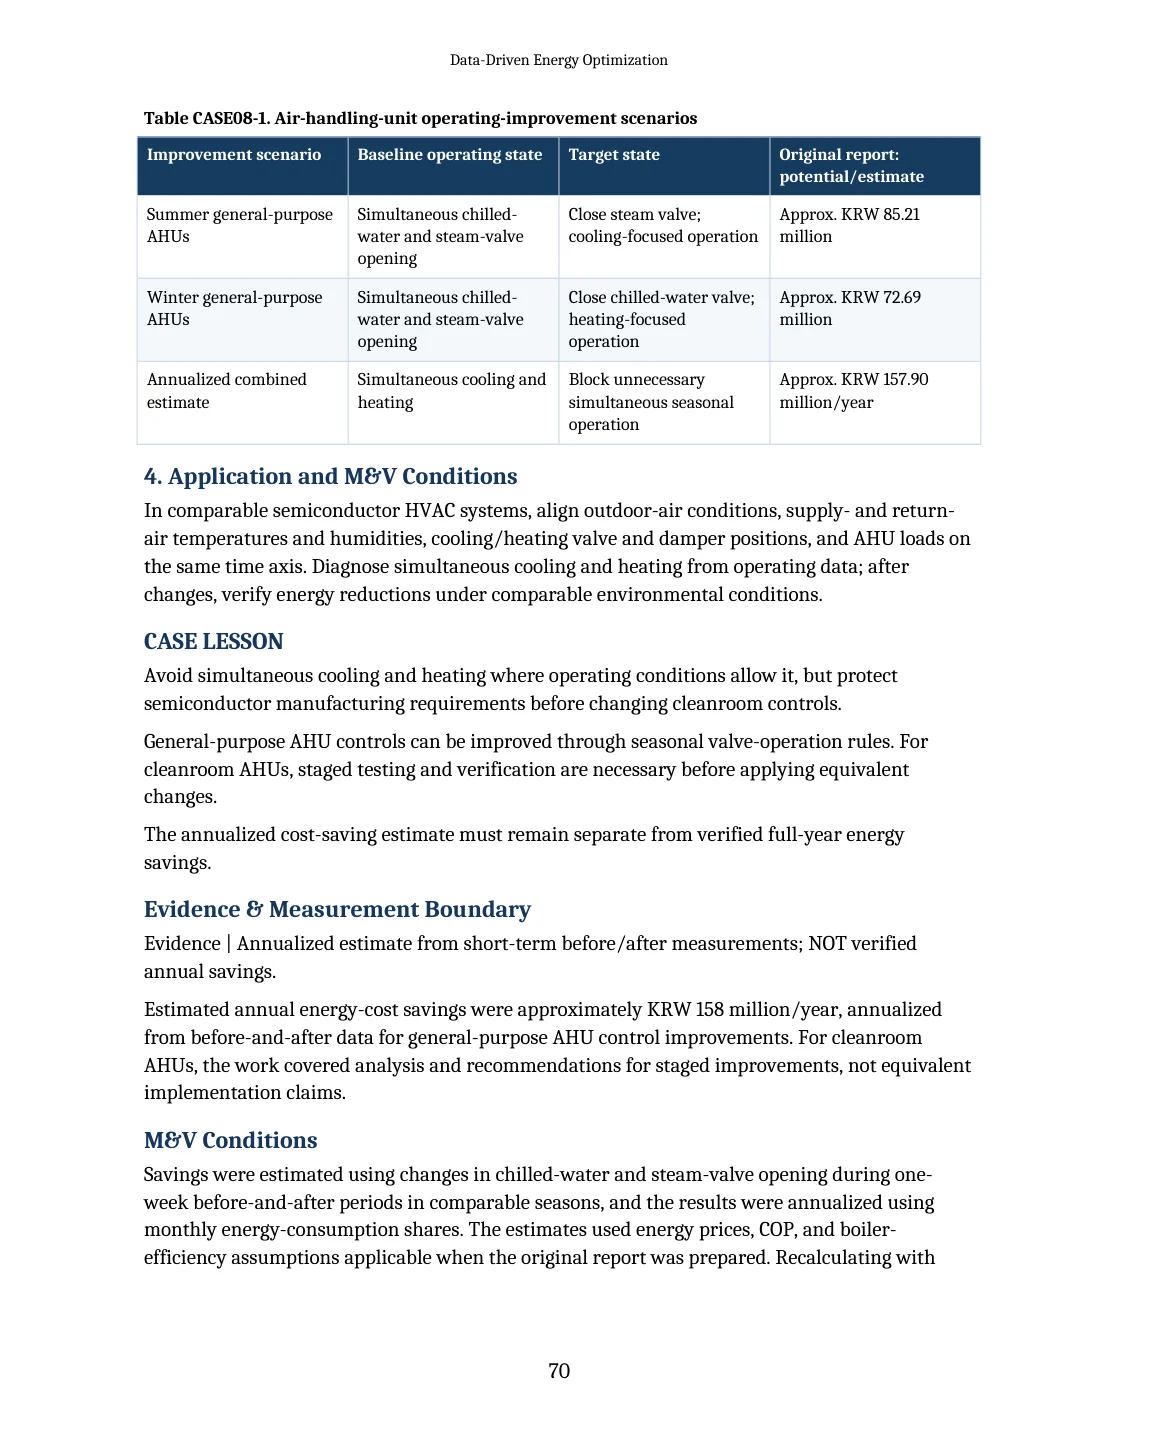 Data-Driven Energy Optimization
Table CASE08-1. Air-handling-unit operating-improvement scenarios
Improvement scenario
Baseline operating state
Target state
Original report:
potential/estimate
Summer general-purpose
AHUs
Simultaneous chilled-
water and steam-valve
opening
Close steam valve;
cooling-focused operation
Approx. KRW 85.21
million
Winter general-purpose
AHUs
Simultaneous chilled-
water and steam-valve
opening
Close chilled-water valve;
heating-focused
operation
Approx. KRW 72.69
million
Annualized combined
estimate
Simultaneous cooling and
heating
Block unnecessary
simultaneous seasonal
operation
Approx. KRW 157.90
million/year
4. Application and M&V Conditions
In comparable semiconductor HVAC systems, align outdoor-air conditions, supply- and return-
air temperatures and humidities, cooling/heating valve and damper positions, and AHU loads on
the same time axis. Diagnose simultaneous cooling and heating from operating data; after
changes, verify energy reductions under comparable environmental conditions.
CASE LESSON
Avoid simultaneous cooling and heating where operating conditions allow it, but protect
semiconductor manufacturing requirements before changing cleanroom controls.
General-purpose AHU controls can be improved through seasonal valve-operation rules. For
cleanroom AHUs, staged testing and verification are necessary before applying equivalent
changes.
The annualized cost-saving estimate must remain separate from verified full-year energy
savings.
Evidence & Measurement Boundary
Evidence | Annualized estimate from short-term before/after measurements; NOT verified
annual savings.
Estimated annual energy-cost savings were approximately KRW 158 million/year, annualized
from before-and-after data for general-purpose AHU control improvements. For cleanroom
AHUs, the work covered analysis and recommendations for staged improvements, not equivalent
implementation claims.
M&V Conditions
Savings were estimated using changes in chilled-water and steam-valve opening during one-
week before-and-after periods in comparable seasons, and the results were annualized using
monthly energy-consumption shares. The estimates used energy prices, COP, and boiler-
efficiency assumptions applicable when the original report was prepared. Recalculating with
70